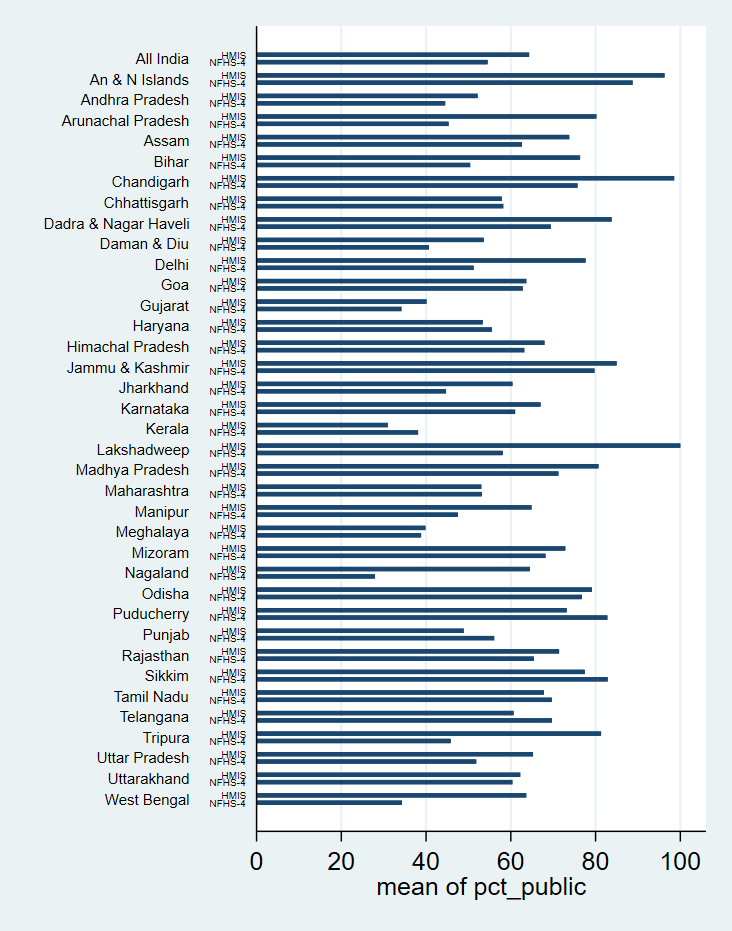 All India HMIS
NFHS-4
An & N Islands HMIS
NFHS-4
Andhra Pradesh HMIS
NFHS-4
Arunachal Pradesh HMIS
NFHS-4
Assam HMIS
NFHS-4
Bihar HMIS
NFHS-4
Chandigarh HMIS
NFHS-4
Chhattisgarh HMIS
NFHS-4
Dadra & Nagar Haveli HMIS
NFHS-4
Daman & Diu HMIS
NFHS-4
Delhi HMIS
NFHS-4
Goa HMIS
NFHS-4
Gujarat HMIS
NFHS-4
Haryana HMIS
NFHS-4
Himachal Pradesh HMIS
NFHS-4
Jammu & Kashmir HMIS
NFHS-4
Jharkhand HMIS
NFHS-4
Karnataka HMIS
NFHS-4
Kerala HMIS
NFHS-4
Lakshadweep HMIS
NFHS-4
Madhya Pradesh HMIS
NFHS-4
Maharashtra HMIS
NFHS-4
Manipur HMIS
NFHS-4
Meghalaya HMIS
NFHS-4
Mizoram HMIS
NFHS-4
Nagaland HMIS
NFHS-4
Odisha HMIS
NFHS-4
Puducherry HMIS
NFHS-4
Punjab HMIS
NFHS-4
Rajasthan HMIS
NFHS-4
Sikkim HMIS
NFHS-4
Tamil Nadu HMIS
NFHS-4
Telangana HMIS
NFHS-4
Tripura HMIS
NFHS-4
Uttar Pradesh HMIS
NFHS-4
Uttarakhand HMIS
NFHS-4
West Bengal HMIS
NFHS-4
0 20 40 60 80 100
mean of pct_public